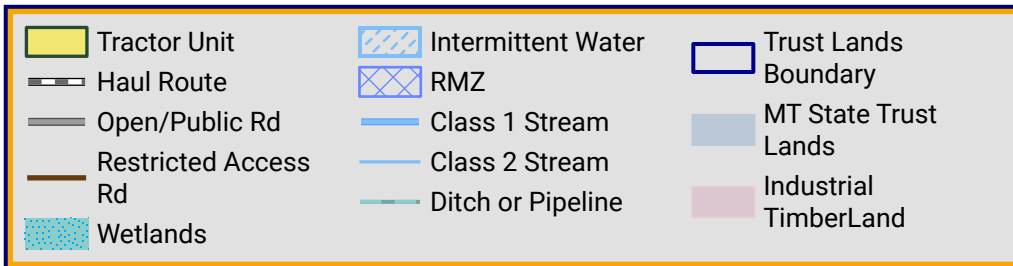 Tractor Unit
Haul Route
Open/Public Rd
Restricted Access
Rd
Wetlands
Intermittent Water
RMZ
Class 1 Stream
Class 2 Stream
Ditch or Pipeline
Trust Lands
Boundary
MT State Trust
Lands
Industrial
TimberLand